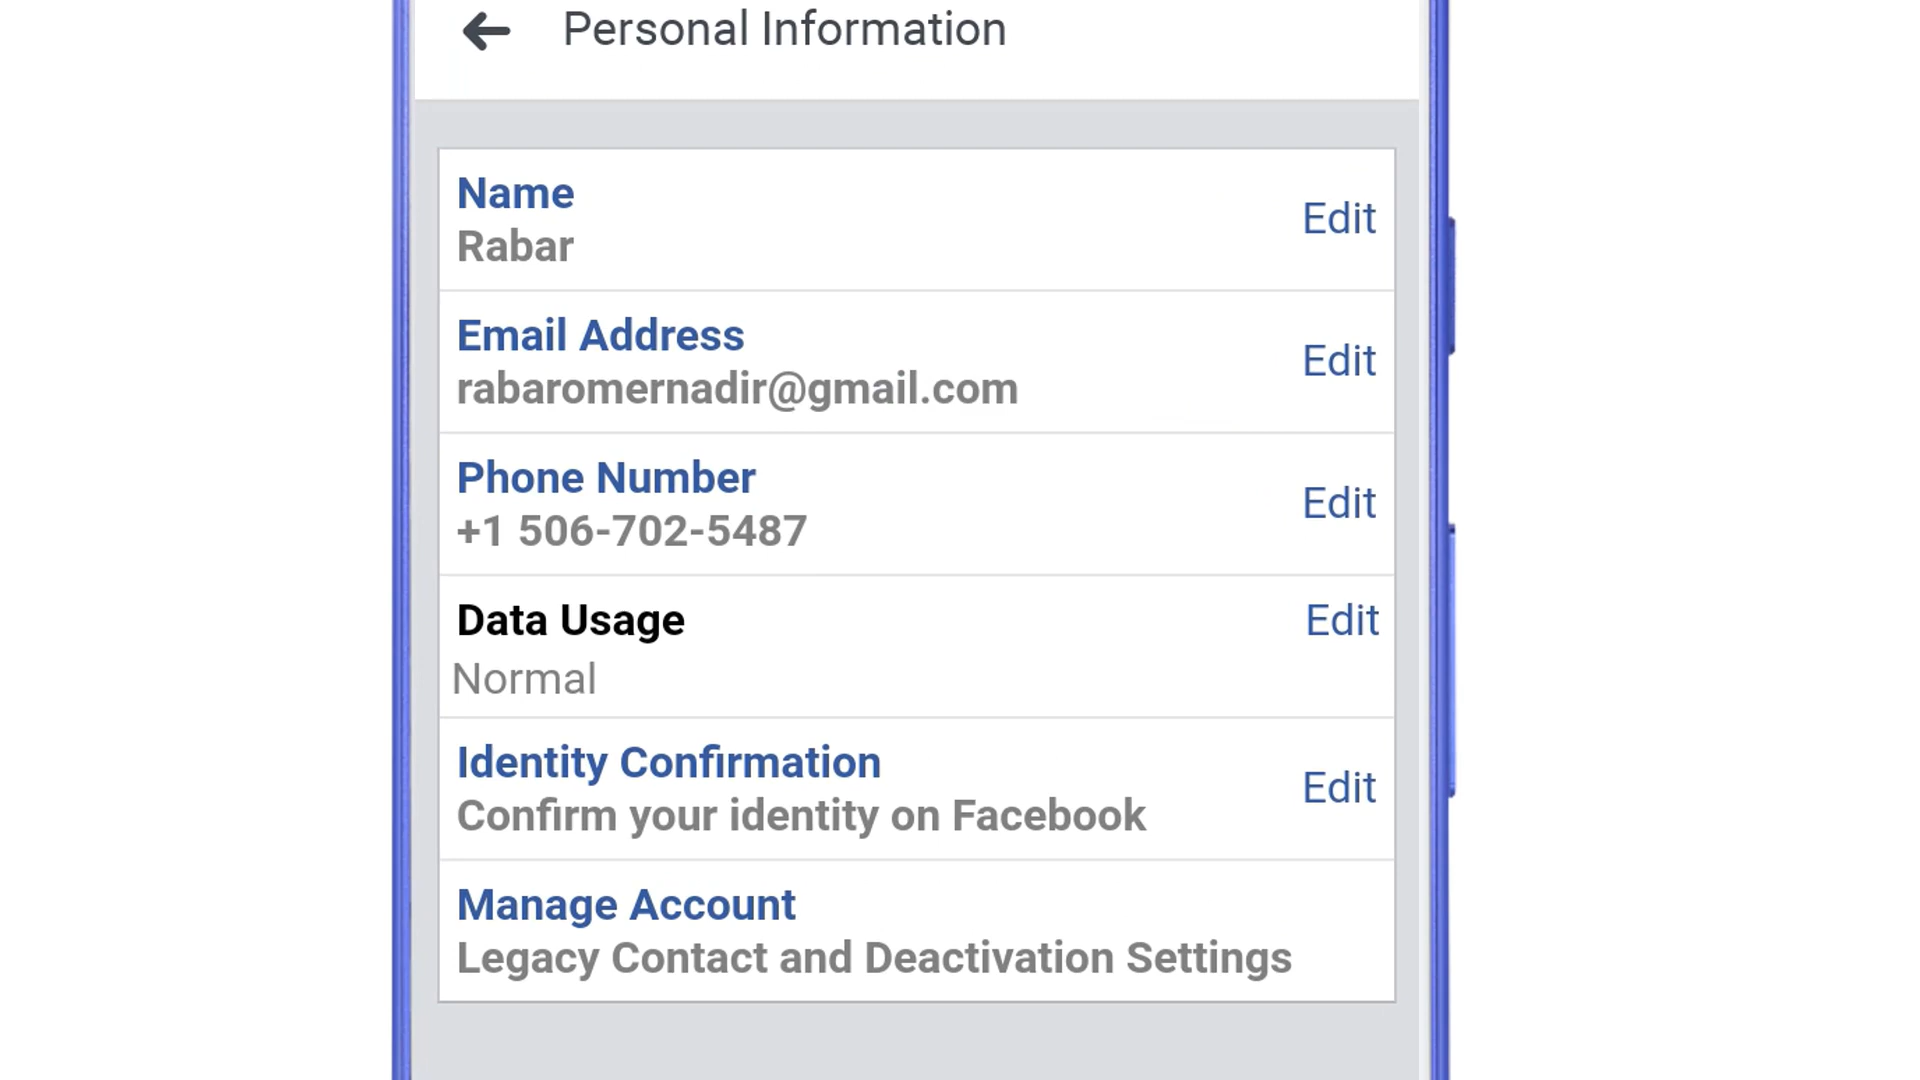 Personal Information
Name
Rabar
Edit
Email Address
rabaromernadir@gmail.com
Edit
Phone Number
+1 506-702-5487
Edit
Data Usage
Edit
Normal
Identity Confirmation
Confirm your identity on Facebook
Edit
Manage Account
Legacy Contact and Deactivation Settings